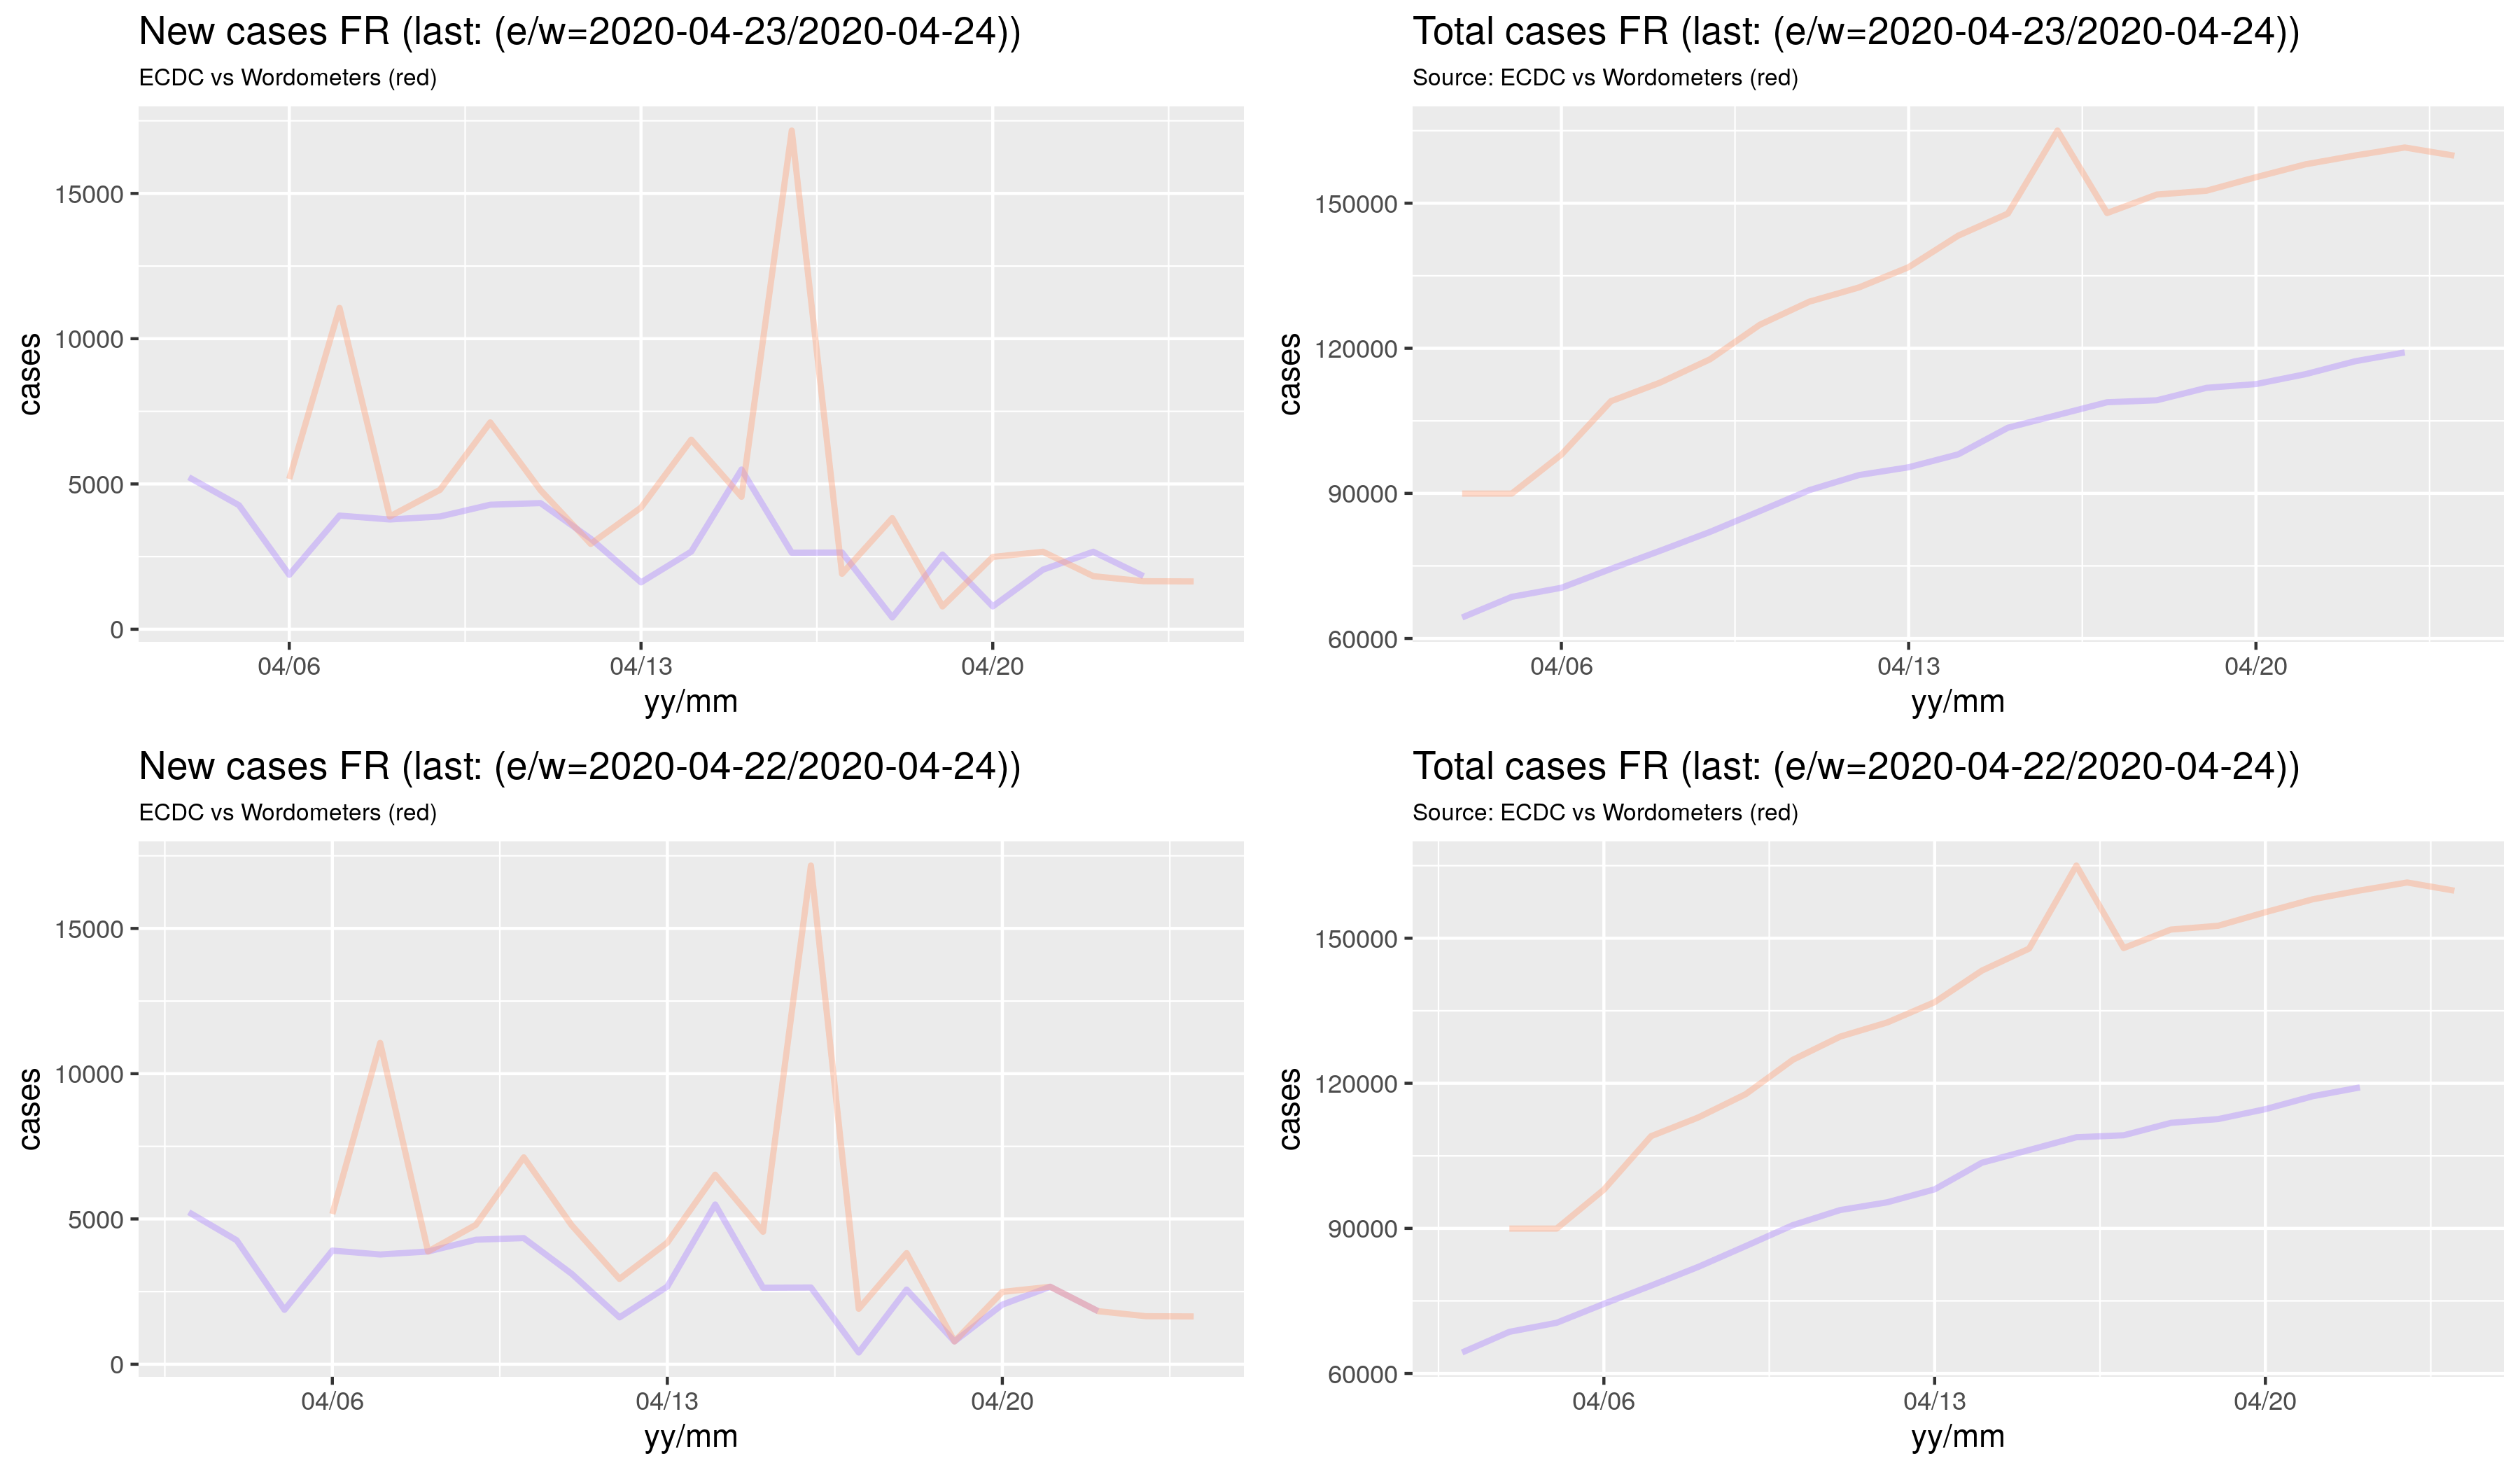 New cases FR (last: (e/w=2020-04-23/2020-04-24))
ECDC vs Wordometers (red)
15000
10000
5000
0
cases
04/06 04/13 04/20
yy/mm
Total cases FR (last: (e/w=2020-04-23/2020-04-24))
Source: ECDC vs Wordometers (red)
150000
120000
90000
60000
cases
04/06 04/13 04/20
yy/mm
New cases FR (last: (e/w=2020-04-22/2020-04-24))
ECDC vs Wordometers (red)
15000
10000
5000
0
cases
04/06 04/13 04/20
yy/mm
Total cases FR (last: (e/w=2020-04-22/2020-04-24))
Source: ECDC vs Wordometers (red)
150000
120000
90000
60000
cases
04/06 04/13 04/20
yy/mm